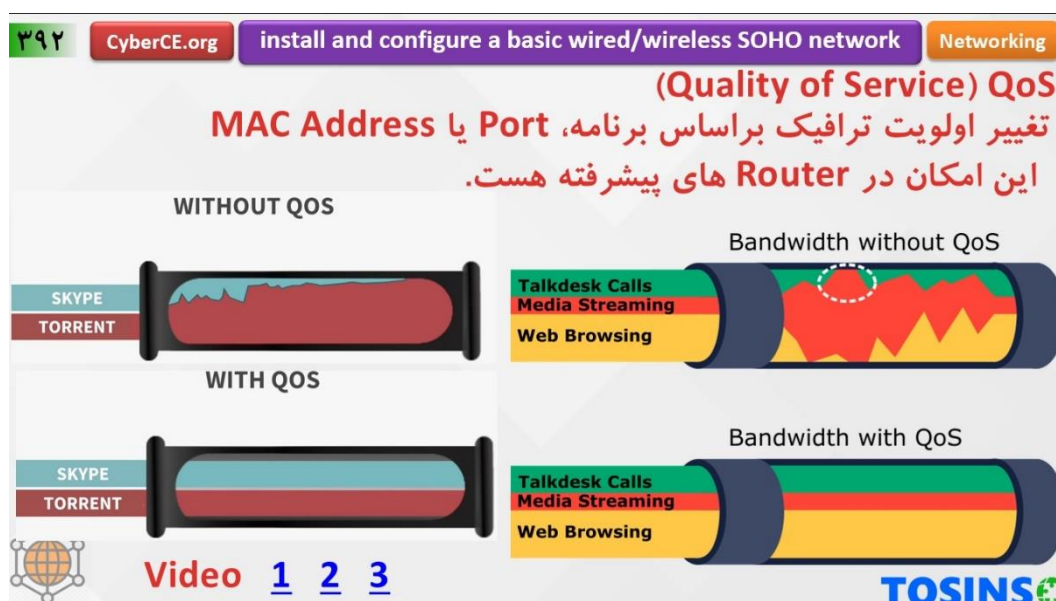 ۳۹۲ CyberCE.org install and configure a basic wired/wireless SOHO network Networking
(Quality of Service) QoS
تغییر اولویت ترافیک براساس برنامه، Port یا MAC Address
این امکان در Router های پیشرفته هست.
WITHOUT QOS
SKYPE
TORRENT
WITH QOS
SKYPE
TORRENT
Bandwidth without QoS
Talkdesk Calls
Media Streaming
Web Browsing
Bandwidth with QoS
Talkdesk Calls
Media Streaming
Web Browsing
Video 1 2 3
TOSINS